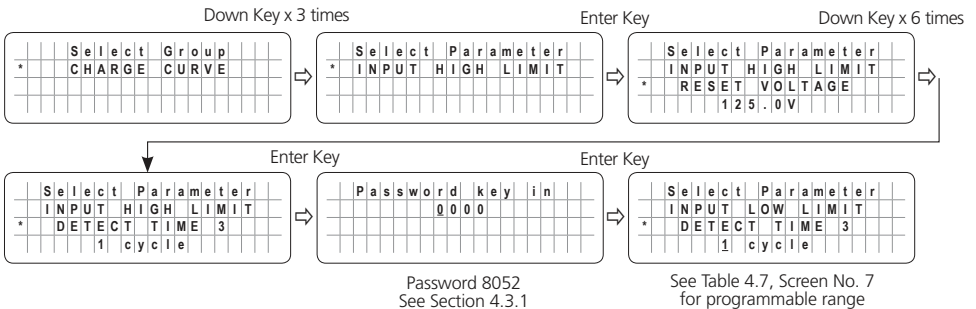 Down Key x 3 times
Enter Key
Down Key x 6 times
Select Group
* CHARGE CURVE
Select Parameter
* INPUT HIGH LIMIT
Select Parameter
INPUT HIGH LIMIT
* RESET VOLTAGE
125.0V
Enter Key
Enter Key
Select Parameter
INPUT HIGH LIMIT
* DETECT TIME 3
1 cycle
Password key in
0000
Select Parameter
INPUT LOW LIMIT
* DETECT TIME 3
1 cycle
Password 8052
See Section 4.3.1
See Table 4.7, Screen No. 7
for programmable range